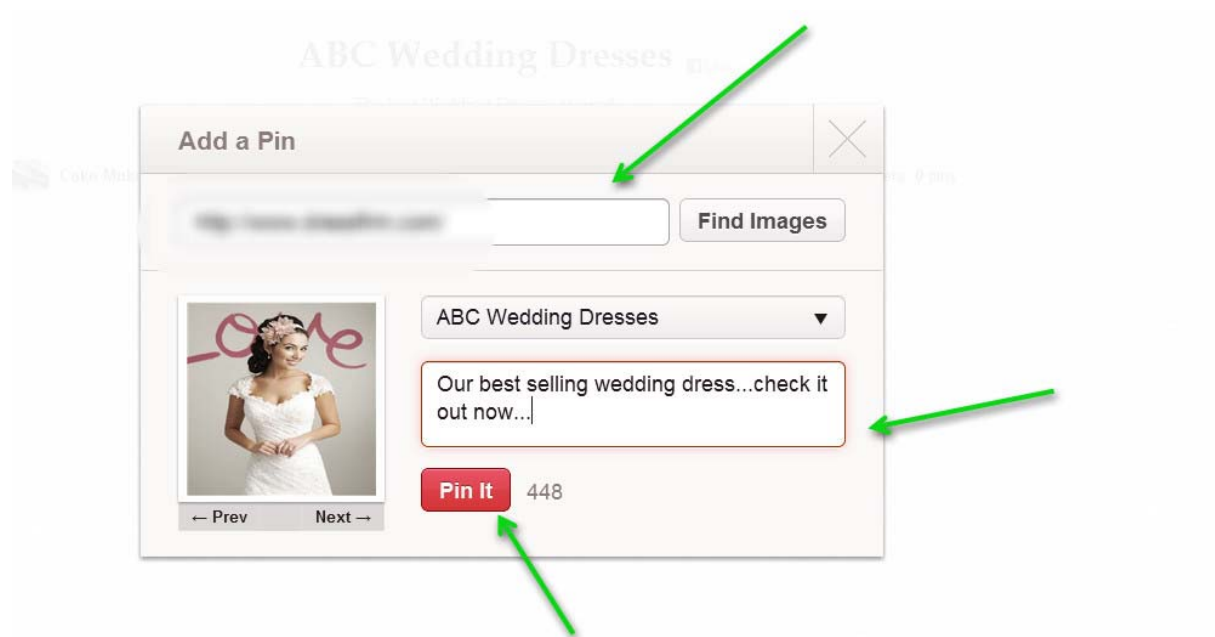 ABC Wedding Dresses
Add a Pin
Find Images
ABC Wedding Dresses
Our best selling wedding dress...check it
out now...
Pin It 448
← Prev Next →